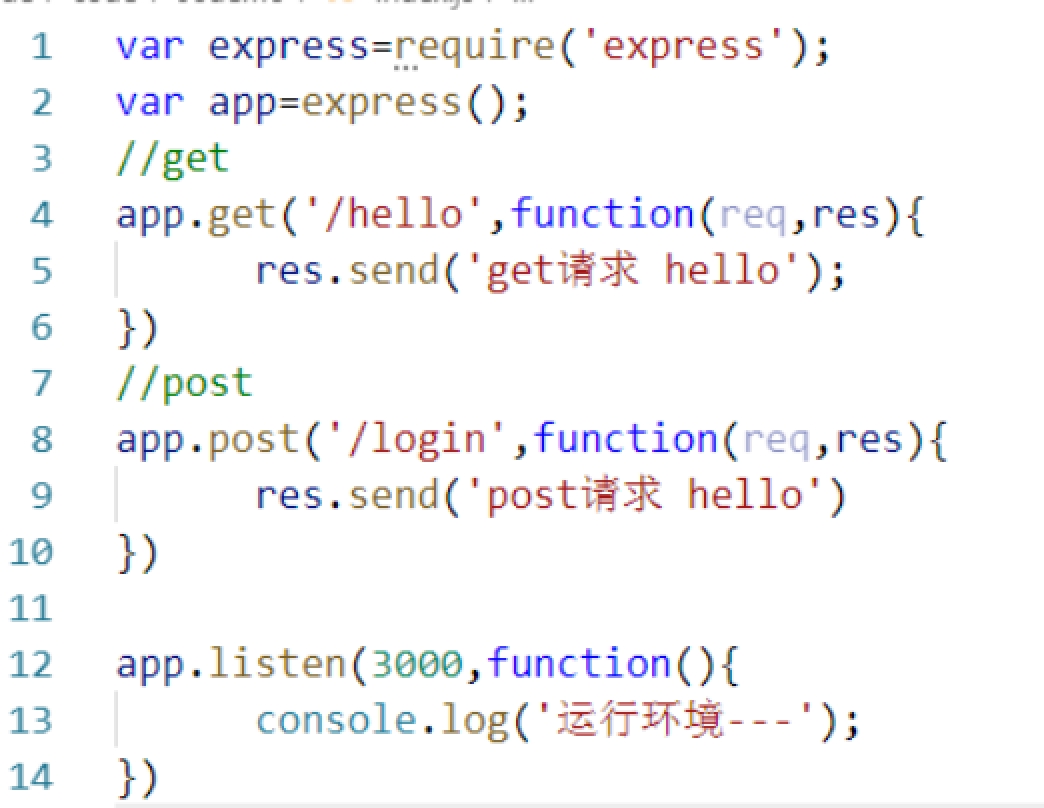 1 var express=require('express');
2 var app=express();
3 //get
4 app.get('/hello',function(req,res){
5 res.send('get请求 hello');
6 })
7 //post
8 app.post('/login',function(req,res){
9 res.send('post请求 hello')
10 })
11
12 app.listen(3000,function(){
13 console.log('运行环境---');
14 })